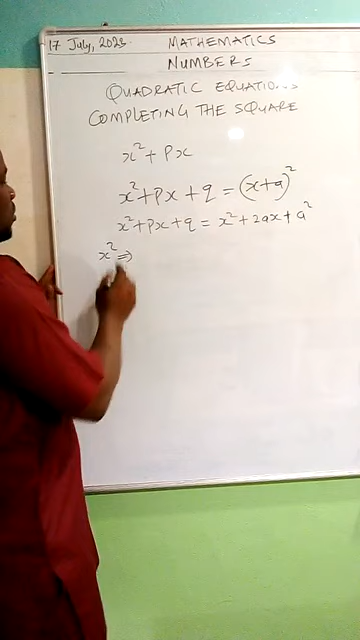 17 July, 2023 MATHEMATICS
NUMBERS
QUADRATIC EQUATIONS
COMPLETING THE SQUARE
x² + px
x² + px + q = (x+a)²
x² + px + q = x² + 2ax + a²
x² ⇒